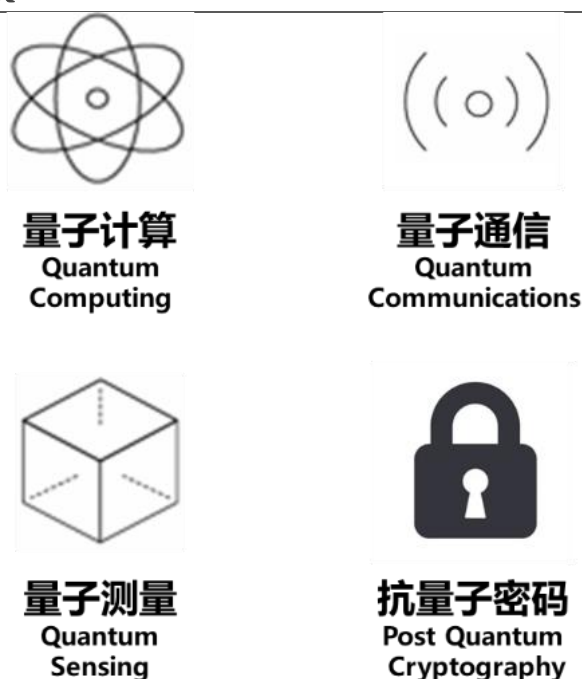 量子计算
Quantum
Computing
量子通信
Quantum
Communications
量子测量
Quantum
Sensing
抗量子密码
Post Quantum
Cryptography